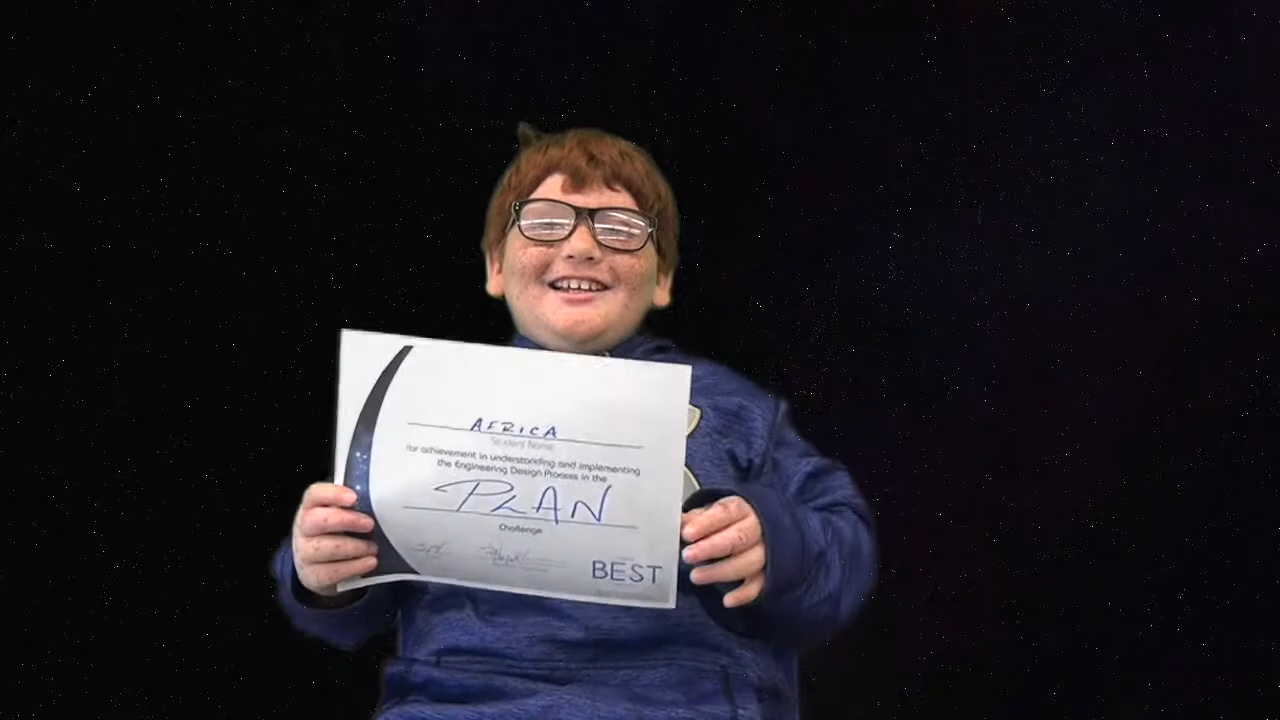 AFRICA
Student Name
for achievement in understanding and implementing
the Engineering Design Process in the
PLAN
Challenge
BEST